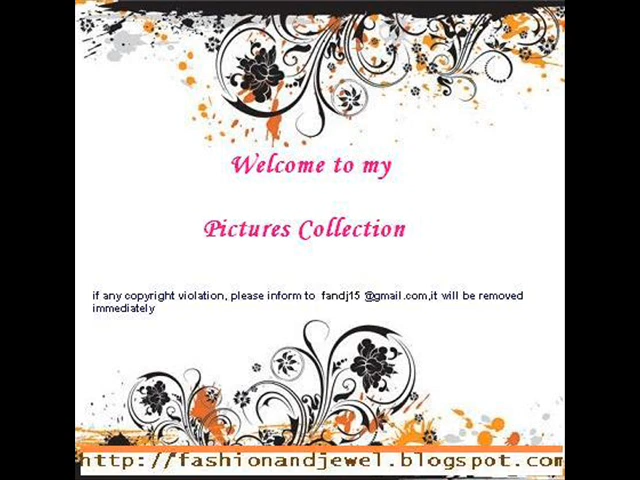 Welcome to my
Pictures Collection
if any copyright violation, please inform to fandj15 @gmail.com,it will be removed
immediately
http://fashionandjewel.blogspot.com